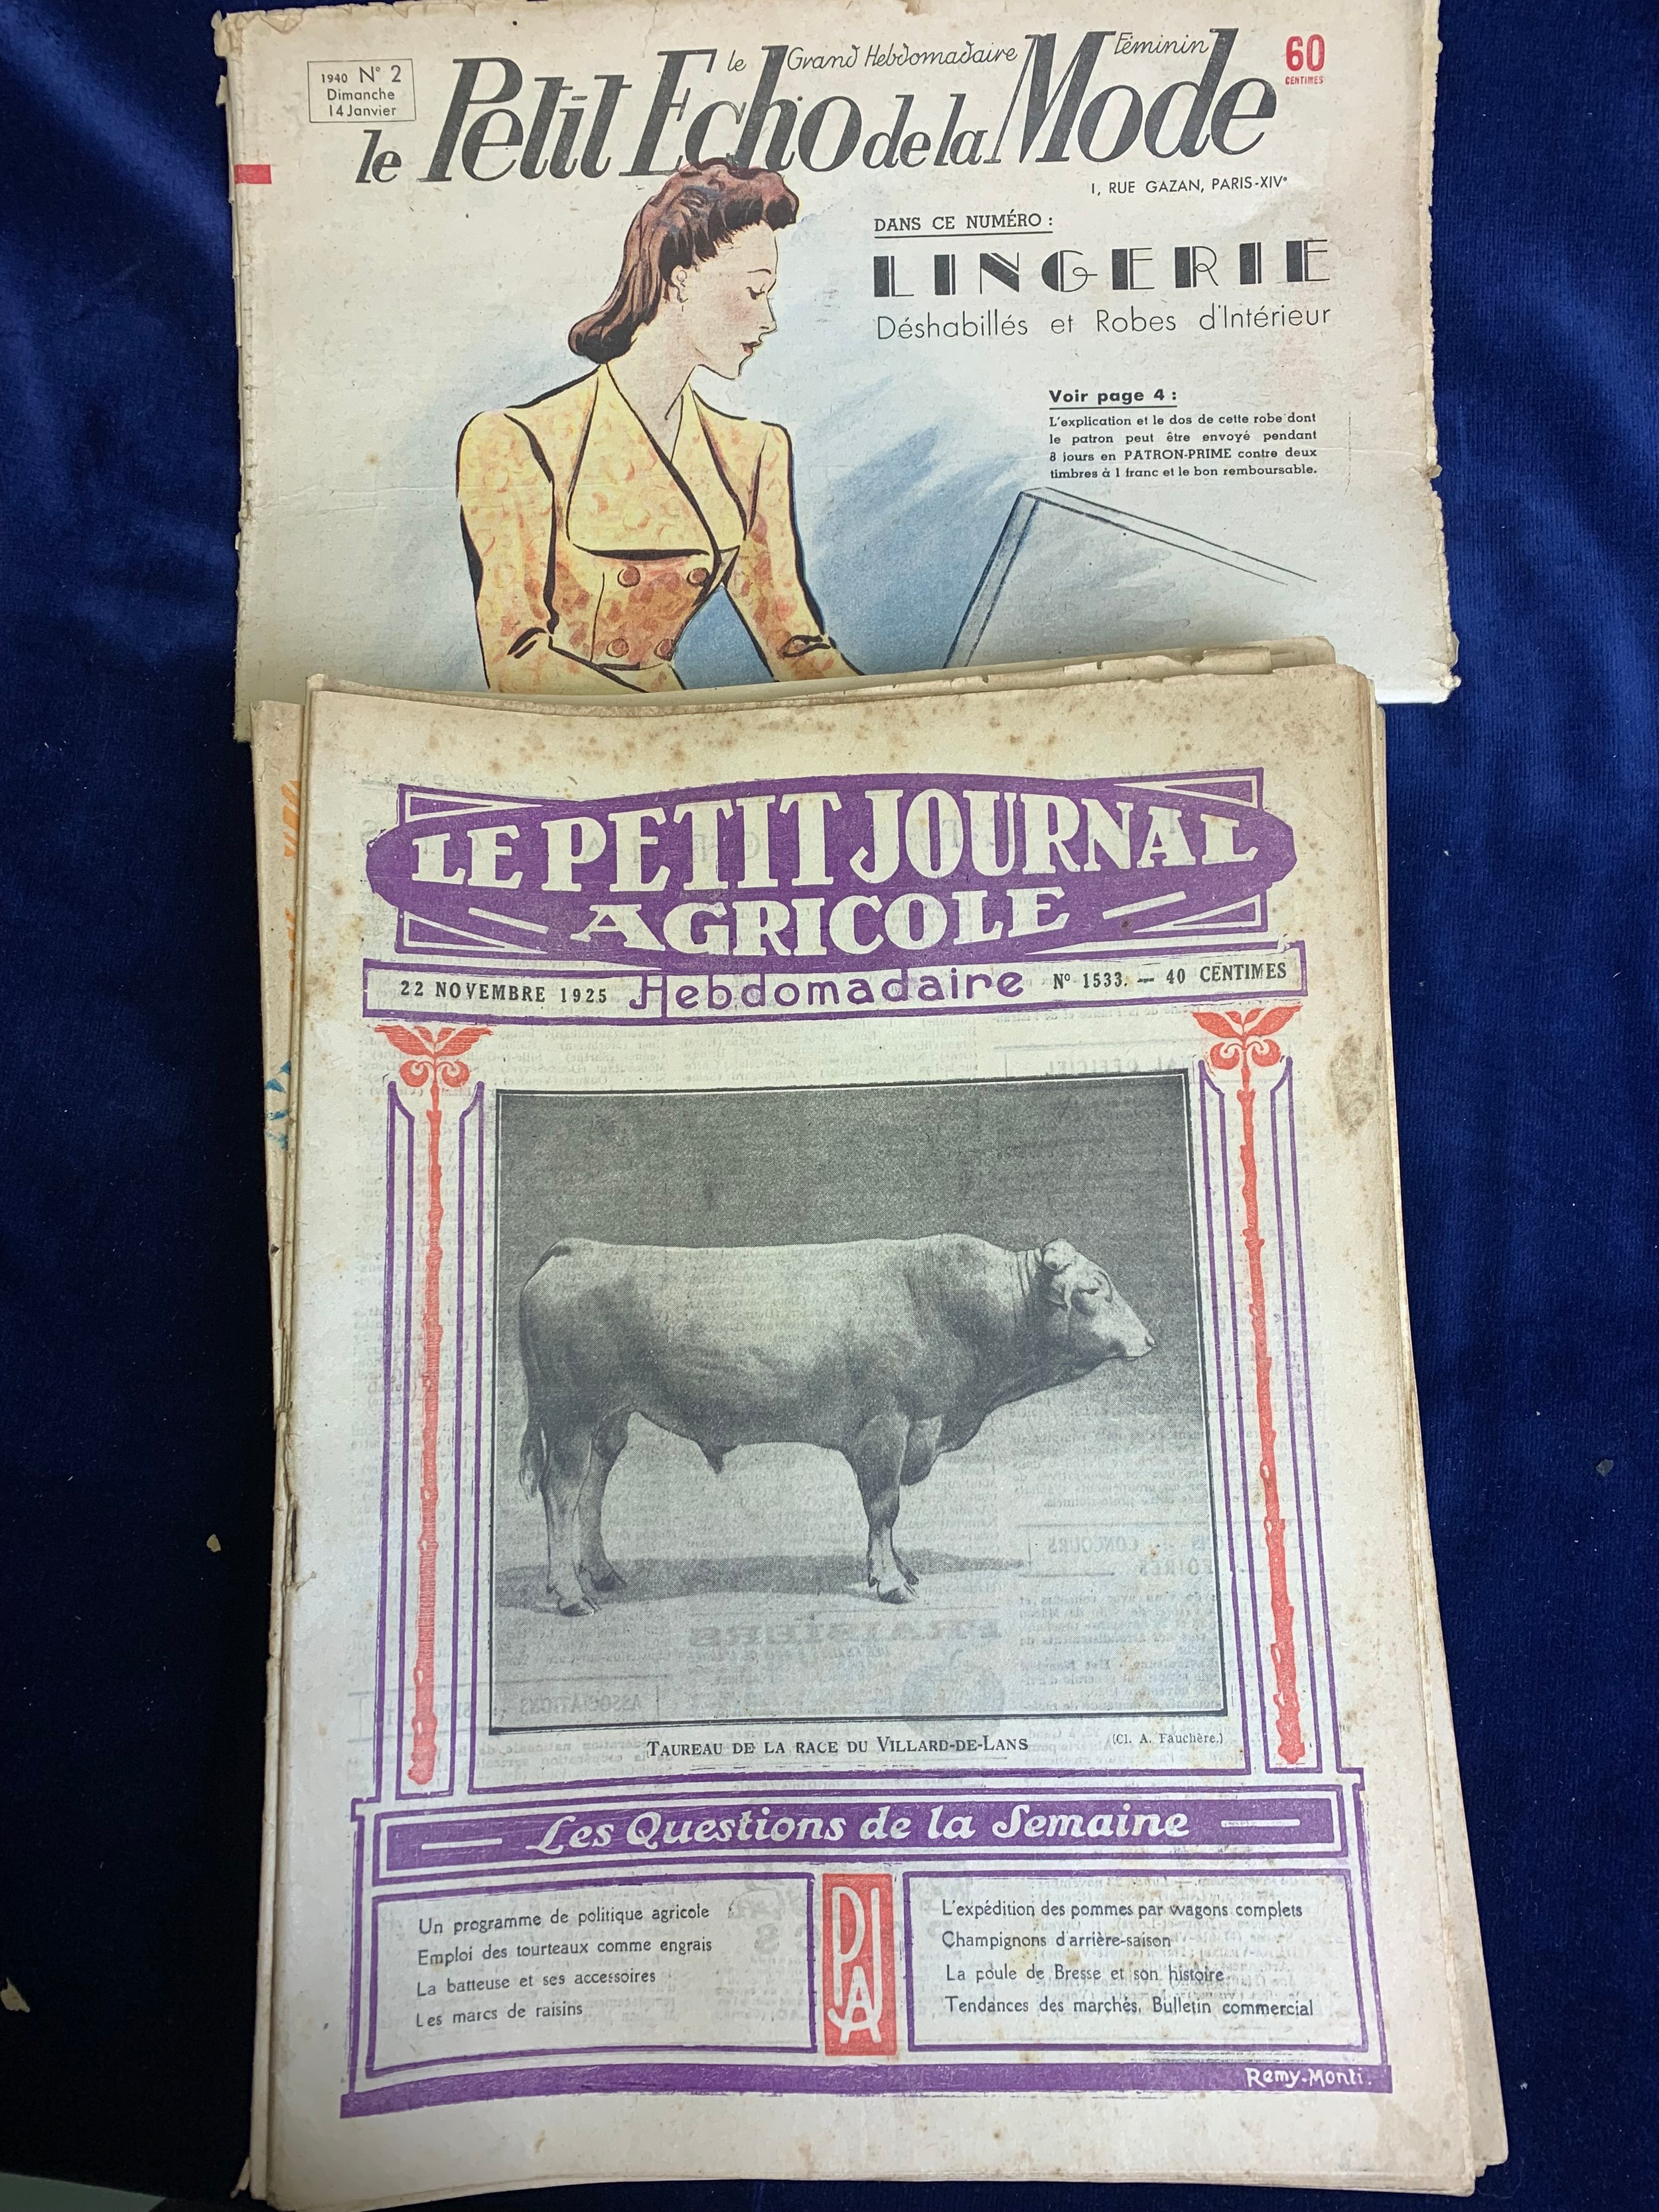 1940 N° 2
Dimanche
14 Janvier
le Grand Hebdomadaire Féminin
60
CENTIMES
le Petit Echo de la Mode
1, RUE GAZAN, PARIS-XIVe
DANS CE NUMÉRO :
LINGERIE
Déshabillés et Robes d'Intérieur
Voir page 4 :
L'explication et le dos de cette robe dont
le patron peut être envoyé pendant
8 jours en PATRON-PRIME contre deux
timbres à 1 franc et le bon remboursable.
LE PETIT JOURNAL
AGRICOLE
22 NOVEMBRE 1925 Hebdomadaire N° 1533. — 40 CENTIMES
TAUREAU DE LA RACE DU VILLARD-DE-LANS (Cl. A. Fauchère.)
Les Questions de la Semaine
Un programme de politique agricole
Emploi des tourteaux comme engrais
La batteuse et ses accessoires
Les marcs de raisins
PJA
L'expédition des pommes par wagons complets
Champignons d'arrière-saison
La poule de Bresse et son histoire
Tendances des marchés, Bulletin commercial
Remy-Monti.